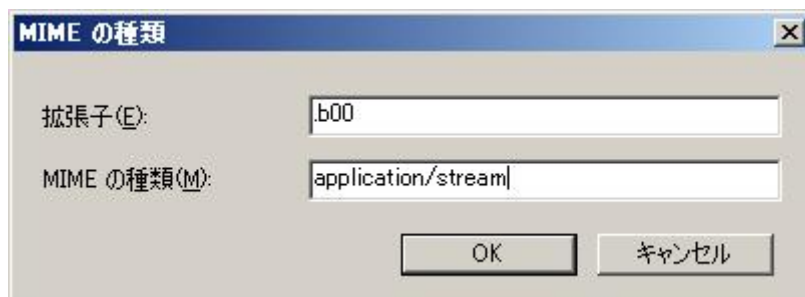 MIME の種類
拡張子(E):
.b00
MIME の種類(M):
application/stream
OK
キャンセル